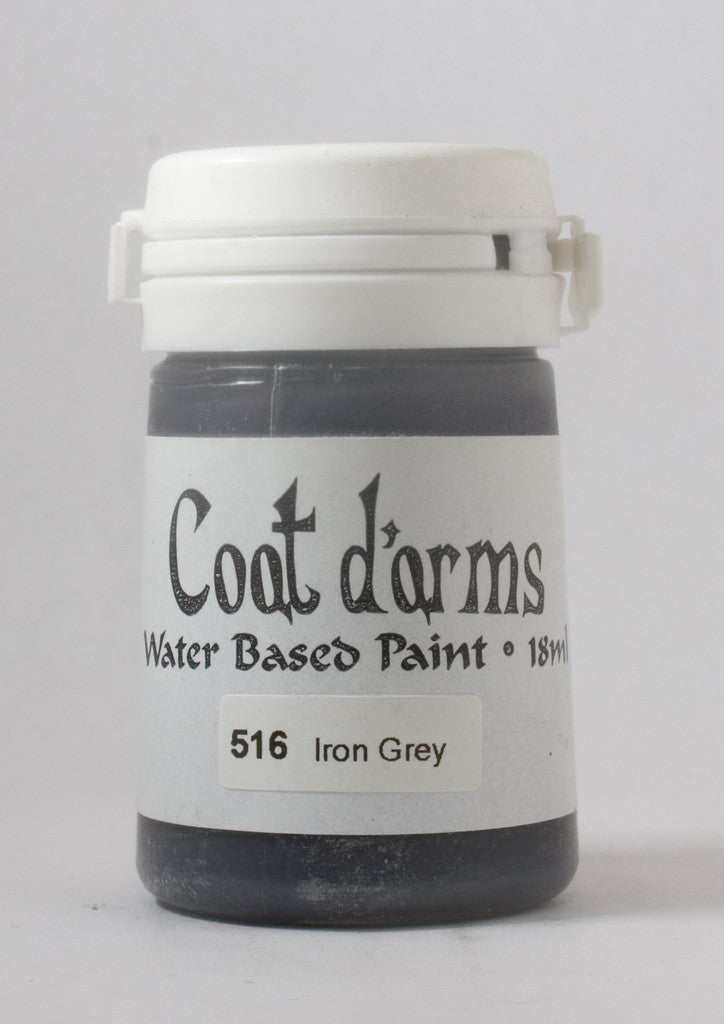 Coat d'arms
Water Based Paint • 18ml
516 Iron Grey